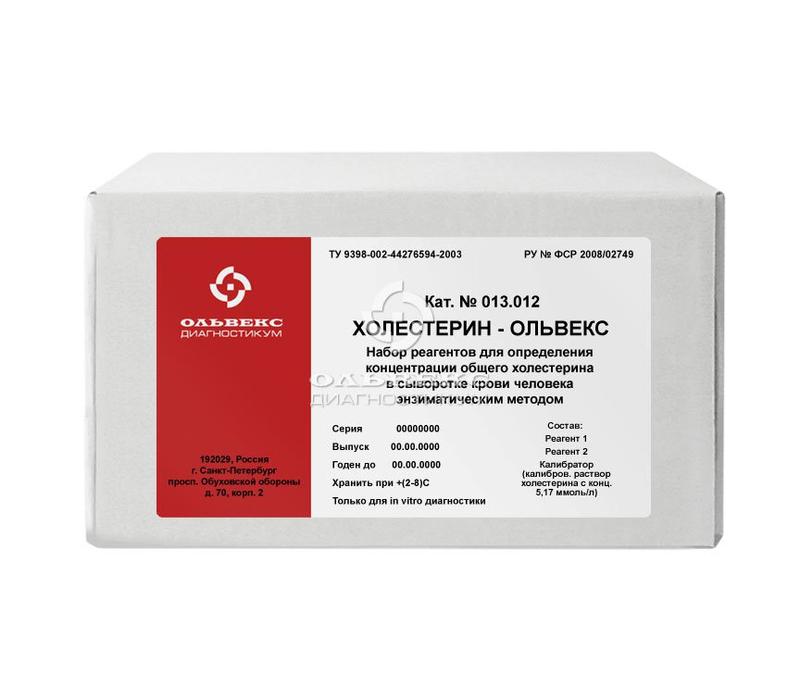 ТУ 9398-002-44276594-2003
РУ № ФСР 2008/02749
Кат. № 013.012
ХОЛЕСТЕРИН - ОЛЬВЕКС
Набор реагентов для определения
концентрации общего холестерина
в сыворотке крови человека
энзиматическим методом
ОЛЬВЕКС
ДИАГНОСТИКУМ
ОЛЬВЕКС
ДИАГНОСТИКУМ
Серия 00000000
Выпуск 00.00.0000
Годен до 00.00.0000
Хранить при +(2-8)С
Только для in vitro диагностики
Состав:
Реагент 1
Реагент 2
Калибратор
(калибров. раствор
холестерина с конц.
5,17 ммоль/л)
192029, Россия
г. Санкт-Петербург
просп. Обуховской обороны
д. 70, корп. 2